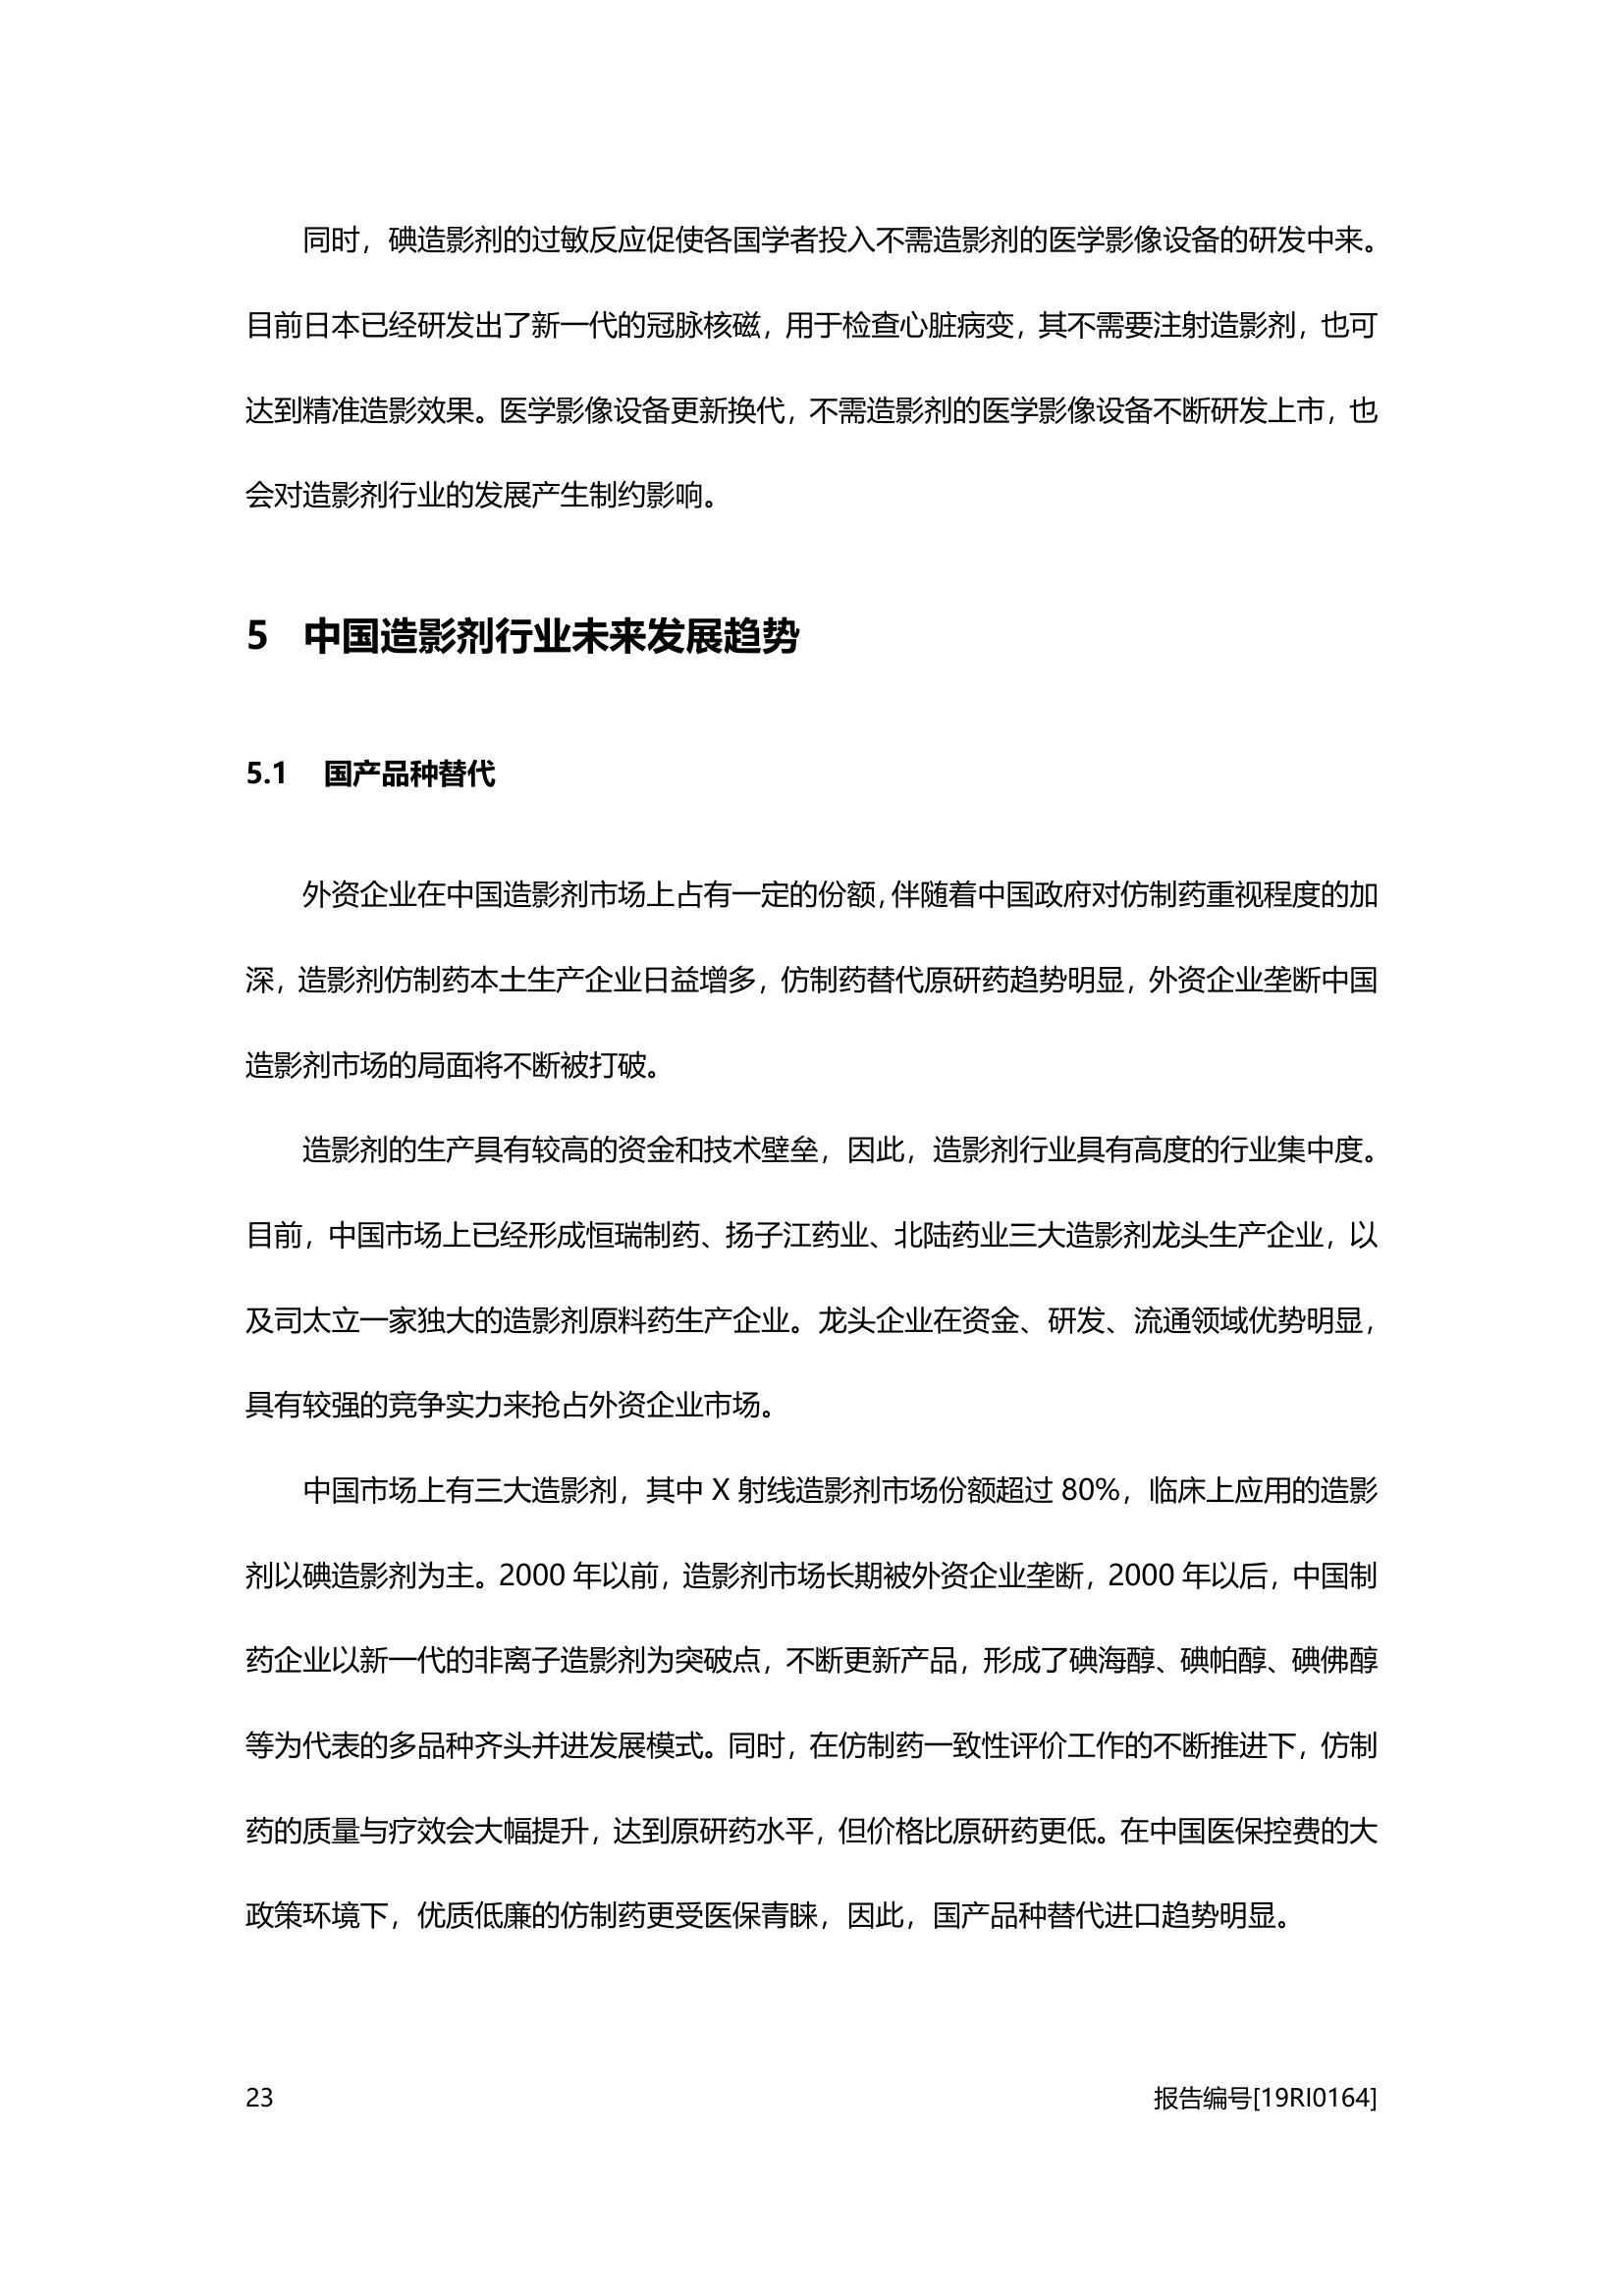 同时，碘造影剂的过敏反应促使各国学者投入不需造影剂的医学影像设备的研发中来。
目前日本已经研发出了新一代的冠脉核磁，用于检查心脏病变，其不需要注射造影剂，也可
达到精准造影效果。医学影像设备更新换代，不需造影剂的医学影像设备不断研发上市，也
会对造影剂行业的发展产生制约影响。
5 中国造影剂行业未来发展趋势
5.1 国产品种替代
外资企业在中国造影剂市场上占有一定的份额，伴随着中国政府对仿制药重视程度的加
深，造影剂仿制药本土生产企业日益增多，仿制药替代原研药趋势明显，外资企业垄断中国
造影剂市场的局面将不断被打破。
造影剂的生产具有较高的资金和技术壁垒，因此，造影剂行业具有高度的行业集中度。
目前，中国市场上已经形成恒瑞制药、扬子江药业、北陆药业三大造影剂龙头生产企业，以
及司太立一家独大的造影剂原料药生产企业。龙头企业在资金、研发、流通领域优势明显，
具有较强的竞争实力来抢占外资企业市场。
中国市场上有三大造影剂，其中 X 射线造影剂市场份额超过 80%，临床上应用的造影
剂以碘造影剂为主。2000 年以前，造影剂市场长期被外资企业垄断，2000 年以后，中国制
药企业以新一代的非离子造影剂为突破点，不断更新产品，形成了碘海醇、碘帕醇、碘佛醇
等为代表的多品种齐头并进发展模式。同时，在仿制药一致性评价工作的不断推进下，仿制
药的质量与疗效会大幅提升，达到原研药水平，但价格比原研药更低。在中国医保控费的大
政策环境下，优质低廉的仿制药更受医保青睐，因此，国产品种替代进口趋势明显。
23 报告编号[19RI0164]